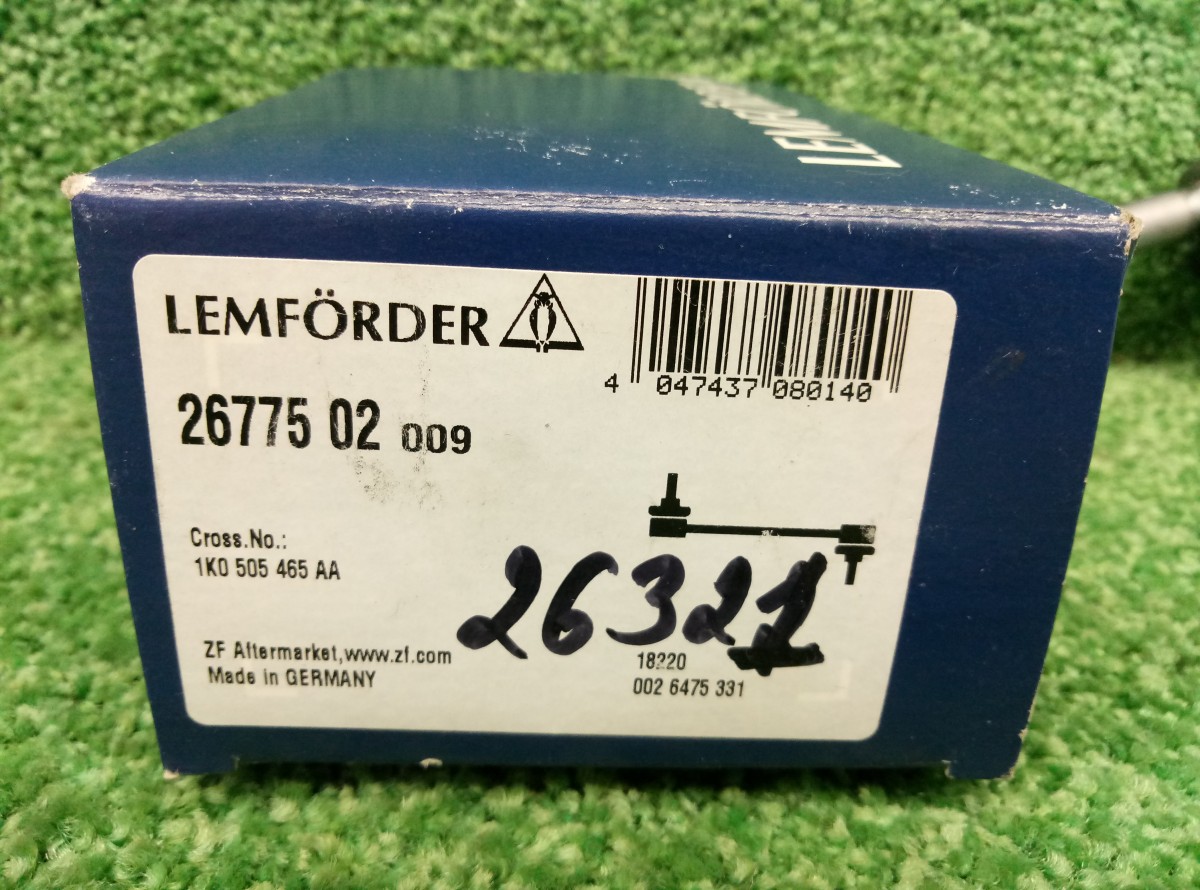 LEMFÖRDER
4 047437 080140
26775 02 009
Cross.No.:
1K0 505 465 AA
26321
ZF Aftermarket,www.zf.com
Made in GERMANY
18220
002 6475 331